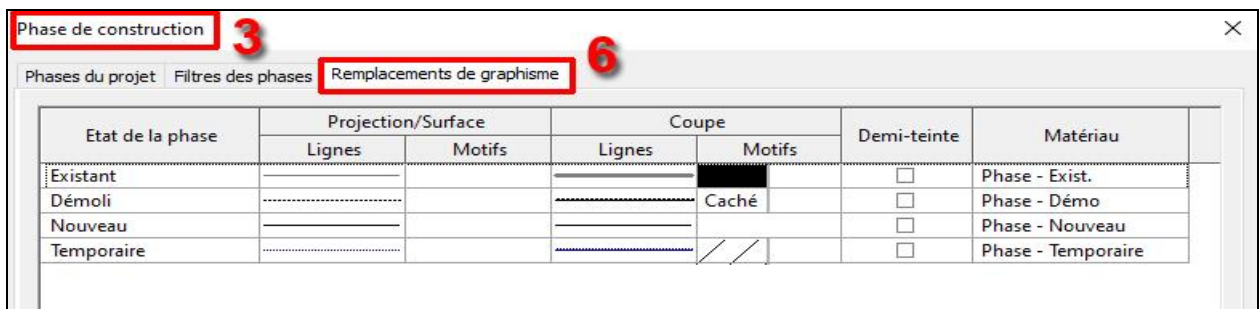 Phase de construction 3
Phases du projet Filtres des phases Remplacements de graphisme 6
Etat de la phase Projection/Surface Coupe Demi-teinte Matériau
Lignes Motifs Lignes Motifs
Existant Phase - Exist.
Démoli Caché Phase - Démo
Nouveau Phase - Nouveau
Temporaire Phase - Temporaire